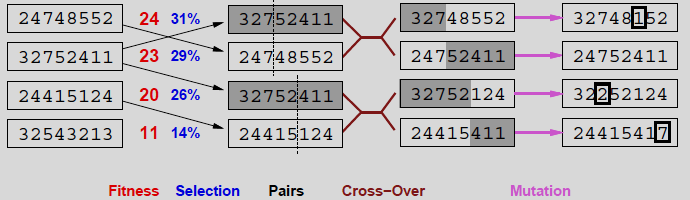 24748552 24 31% 32752411 32748552 32748152
32752411 23 29% 24748552 24752411 24752411
24415124 20 26% 32752411 32752124 32252124
32543213 11 14% 24415124 24415411 24415417
Fitness Selection Pairs Cross-Over Mutation